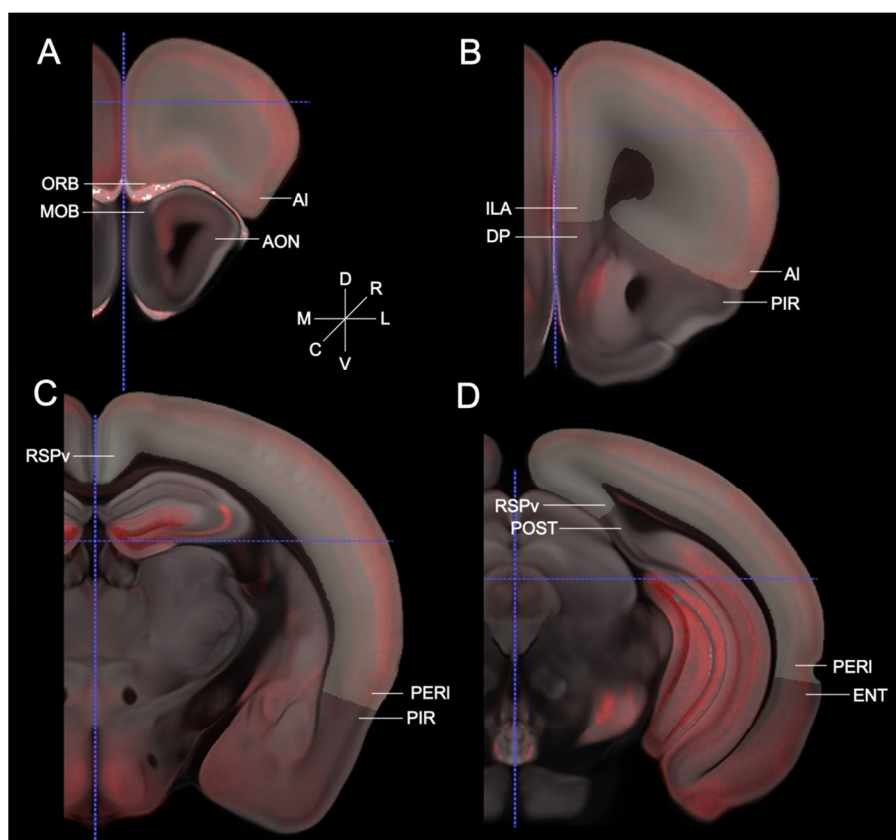 A
ORB
MOB
AI
AON
D
R
M
L
C
V
B
ILA
DP
AI
PIR
C
RSPv
PERI
PIR
D
RSPv
POST
PERI
ENT